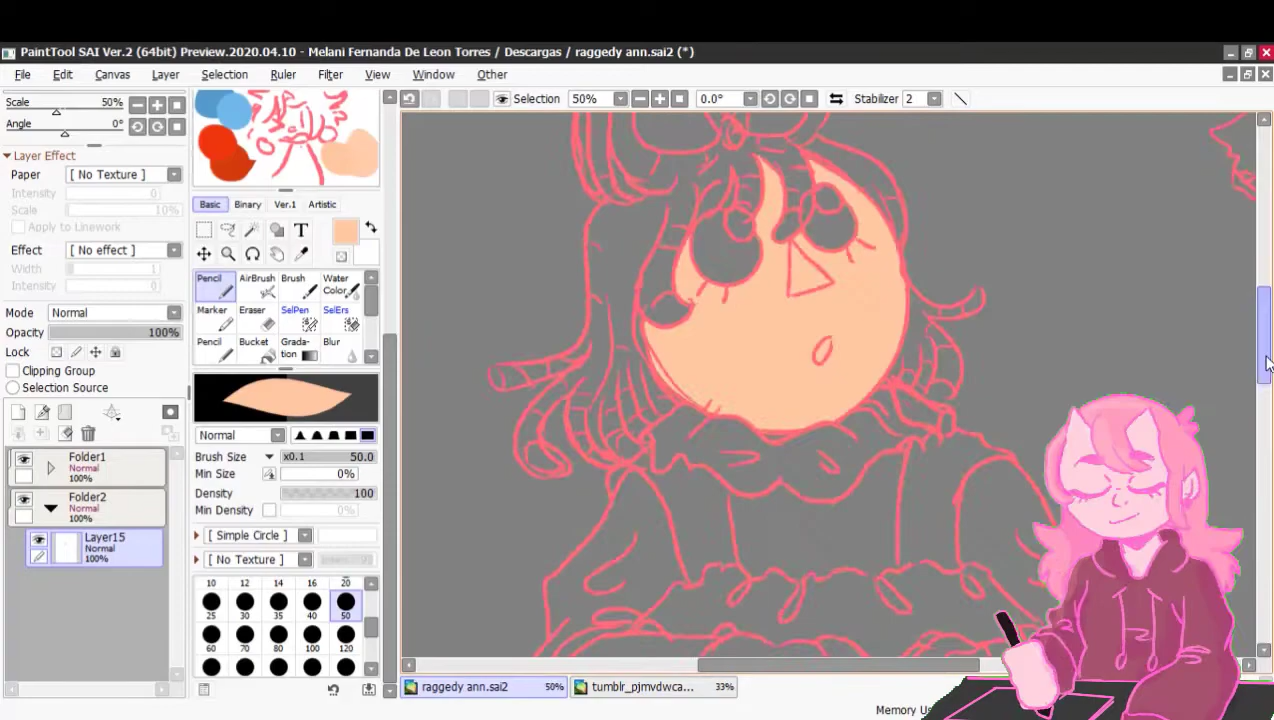 PaintTool SAI Ver.2 (64bit) Preview.2020.04.10 - Melani Fernanda De Leon Torres / Descargas / raggedy ann.sai2 (*)
File Edit Canvas Layer Selection Ruler Filter View Window Other
Scale 50%
Angle 0°
Selection 50% 0.0° Stabilizer 2
Layer Effect
Paper [ No Texture ]
Intensity 0
Scale 10%
Apply to Linework
Effect [ No effect ]
Width 1
Intensity 0
Mode Normal
Opacity 100%
Lock
Clipping Group
Selection Source
Folder1
Normal
100%
Folder2
Normal
100%
Layer15
Normal
100%
Basic Binary Ver.1 Artistic
T
Pencil AirBrush Brush Water Color
Marker Eraser SelPen SelErs
Pencil Bucket Grada-tion Blur
Normal
Brush Size x0.1 50.0
Min Size 0%
Density 100
Min Density 0%
[ Simple Circle ]
[ No Texture ]
10 12 14 16 20
25 30 35 40 50
60 70 80 100 120
raggedy ann.sai2 50% tumblr_pjmvdwca... 33%
Memory